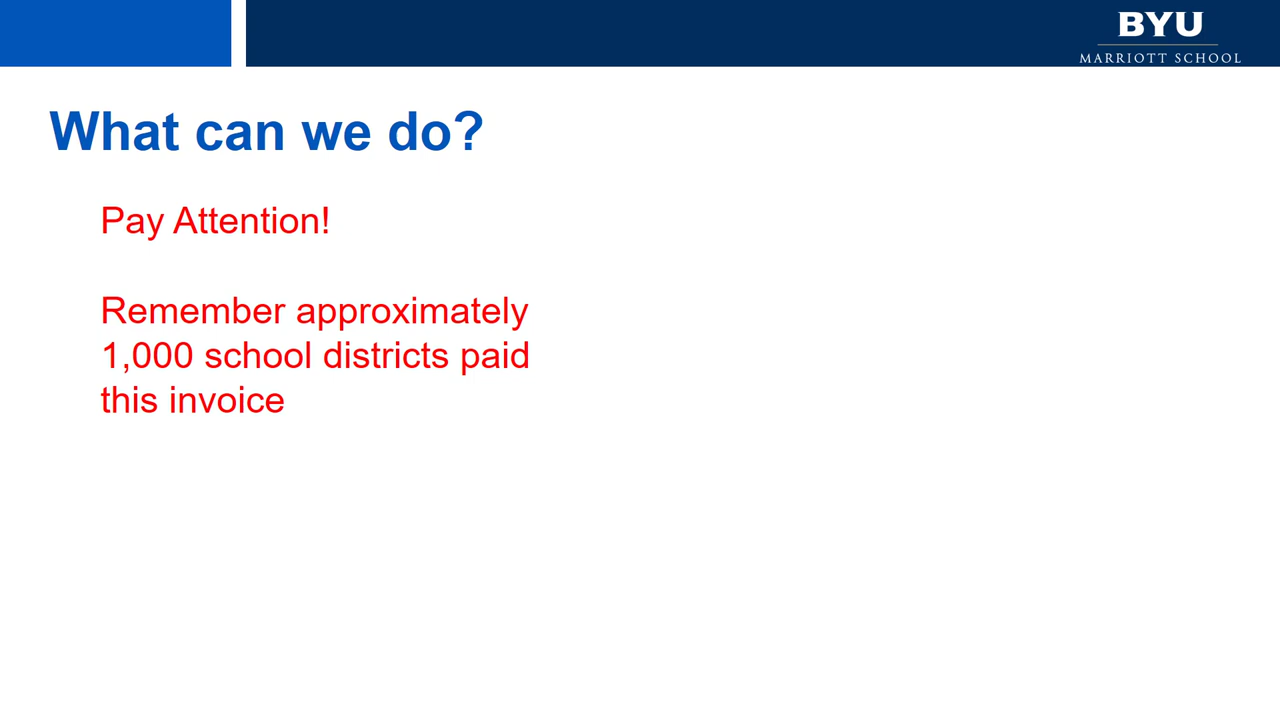 BYU
MARRIOTT SCHOOL
What can we do?
Pay Attention!
Remember approximately
1,000 school districts paid
this invoice